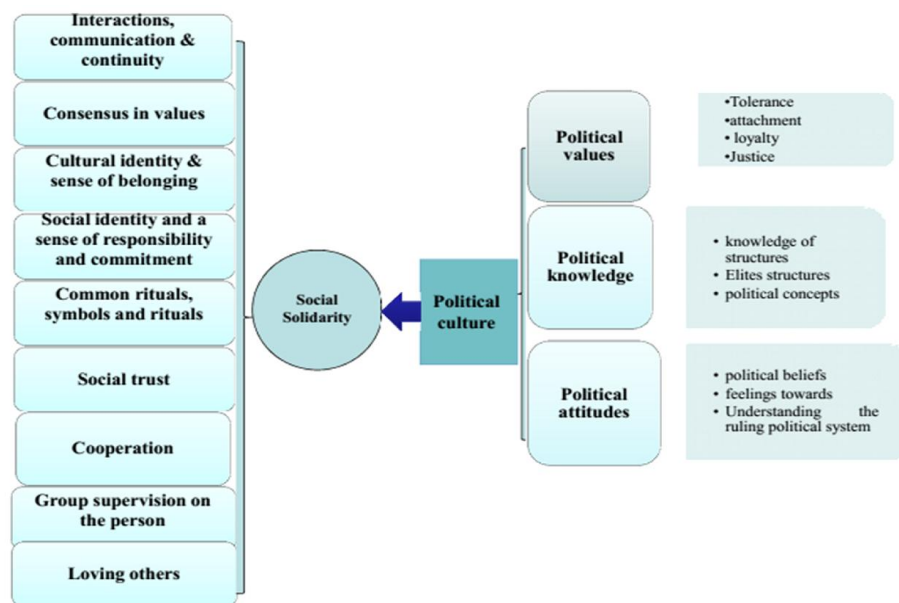 Interactions,
communication &
continuity
Consensus in values
Cultural identity &
sense of belonging
Social identity and a
sense of responsibility
and commitment
Common rituals,
symbols and rituals
Social trust
Cooperation
Group supervision on
the person
Loving others
Social
Solidarity
Political
culture
Political
values
•Tolerance
•attachment
• loyalty
•Justice
Political
knowledge
• knowledge of
structures
• Elites structures
• political concepts
Political
attitudes
• political beliefs
• feelings towards
• Understanding the
ruling political system